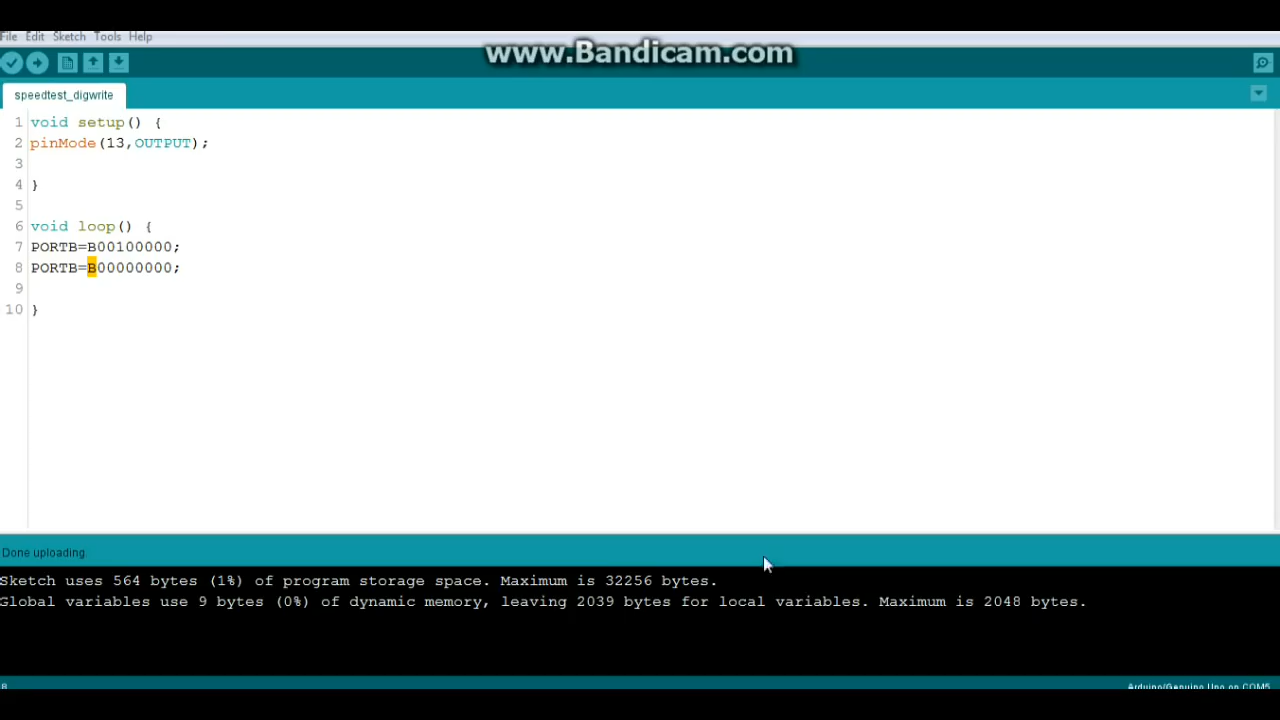 www.Bandicam.com
File Edit Sketch Tools Help
speedtest_digwrite
1 void setup() {
2 pinMode(13,OUTPUT);
3
4 }
5
6 void loop() {
7 PORTB=B00100000;
8 PORTB=B00000000;
9
10 }
Done uploading.
Sketch uses 564 bytes (1%) of program storage space. Maximum is 32256 bytes.
Global variables use 9 bytes (0%) of dynamic memory, leaving 2039 bytes for local variables. Maximum is 2048 bytes.
8 Arduino/Genuino Uno on COM5